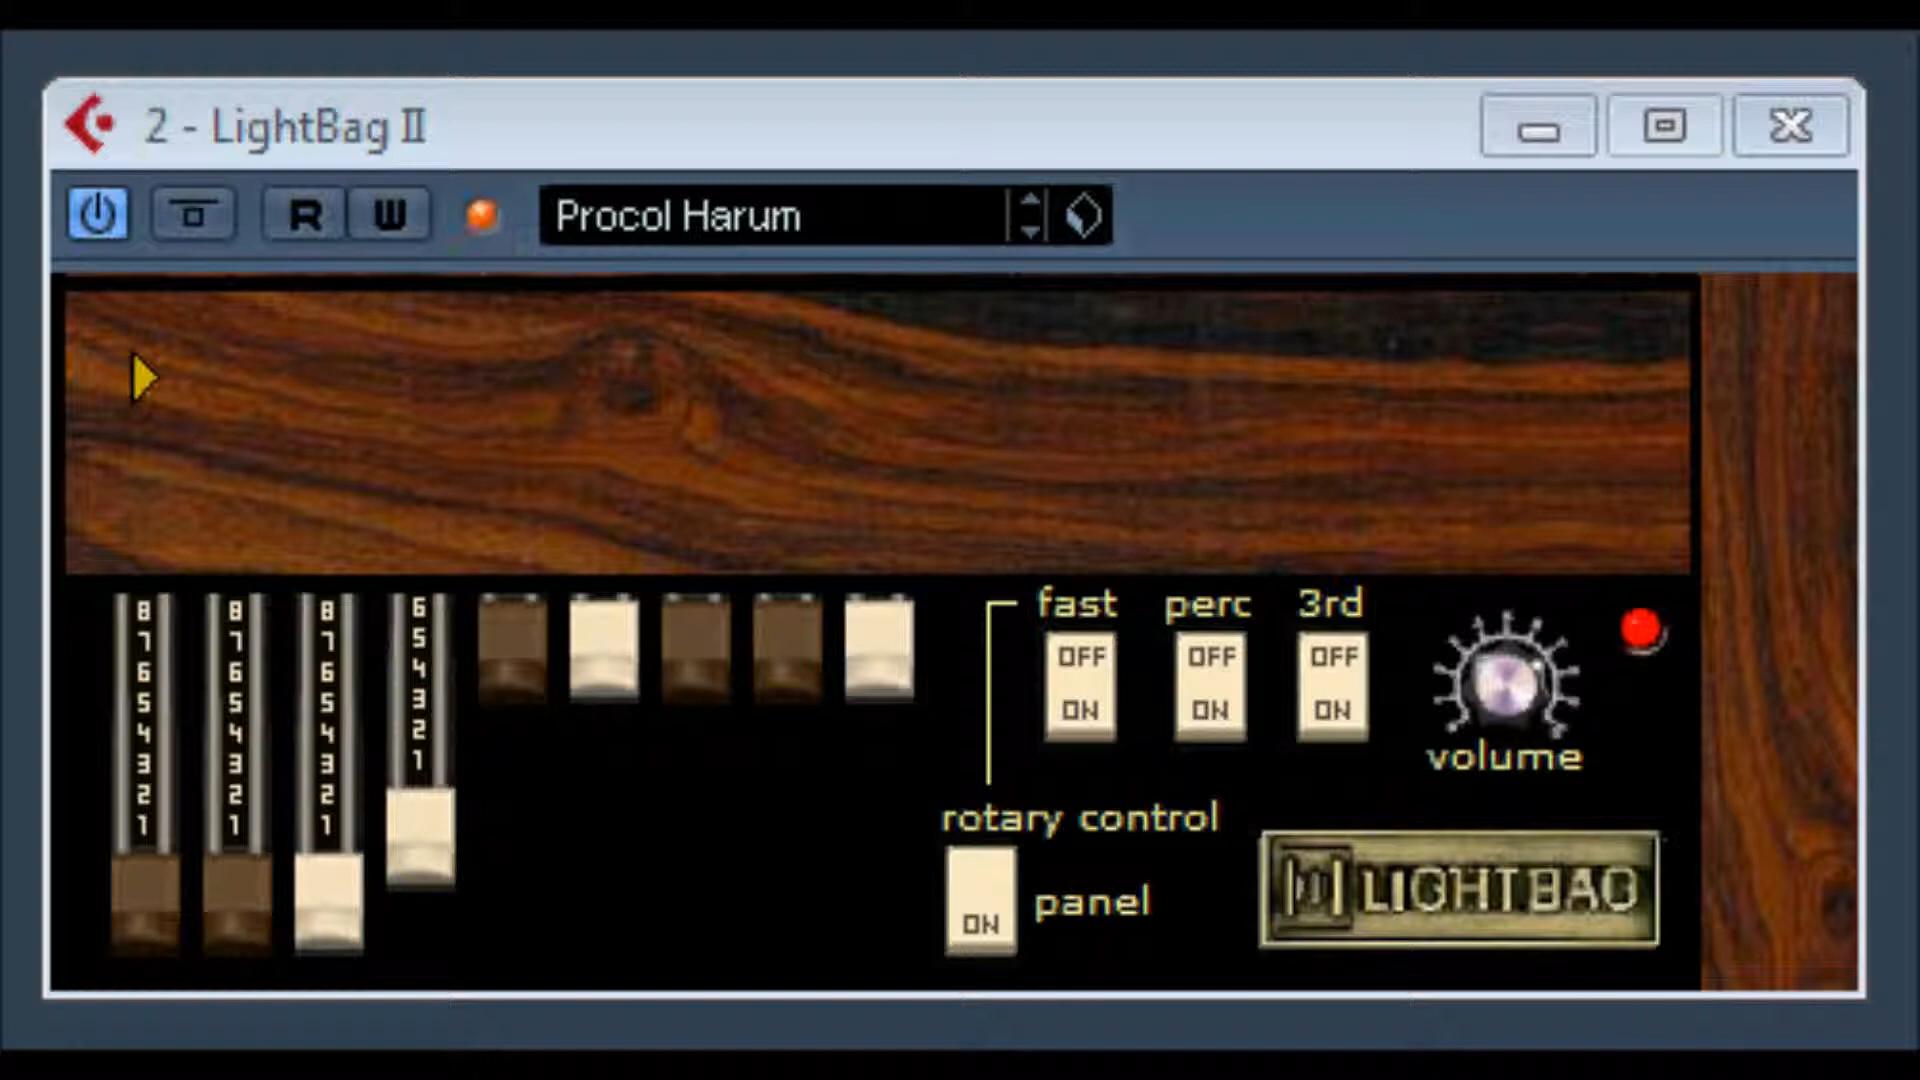 2 - LightBag II
R W Procol Harum
fast perc 3rd
OFF OFF OFF
ON ON ON
8 8 8 6
7 7 7 5
6 6 6 4
5 5 5 3
4 4 4 2
3 3 3 1
2 2 2
1 1 1
volume
rotary control
ON panel
LIGHTBAG